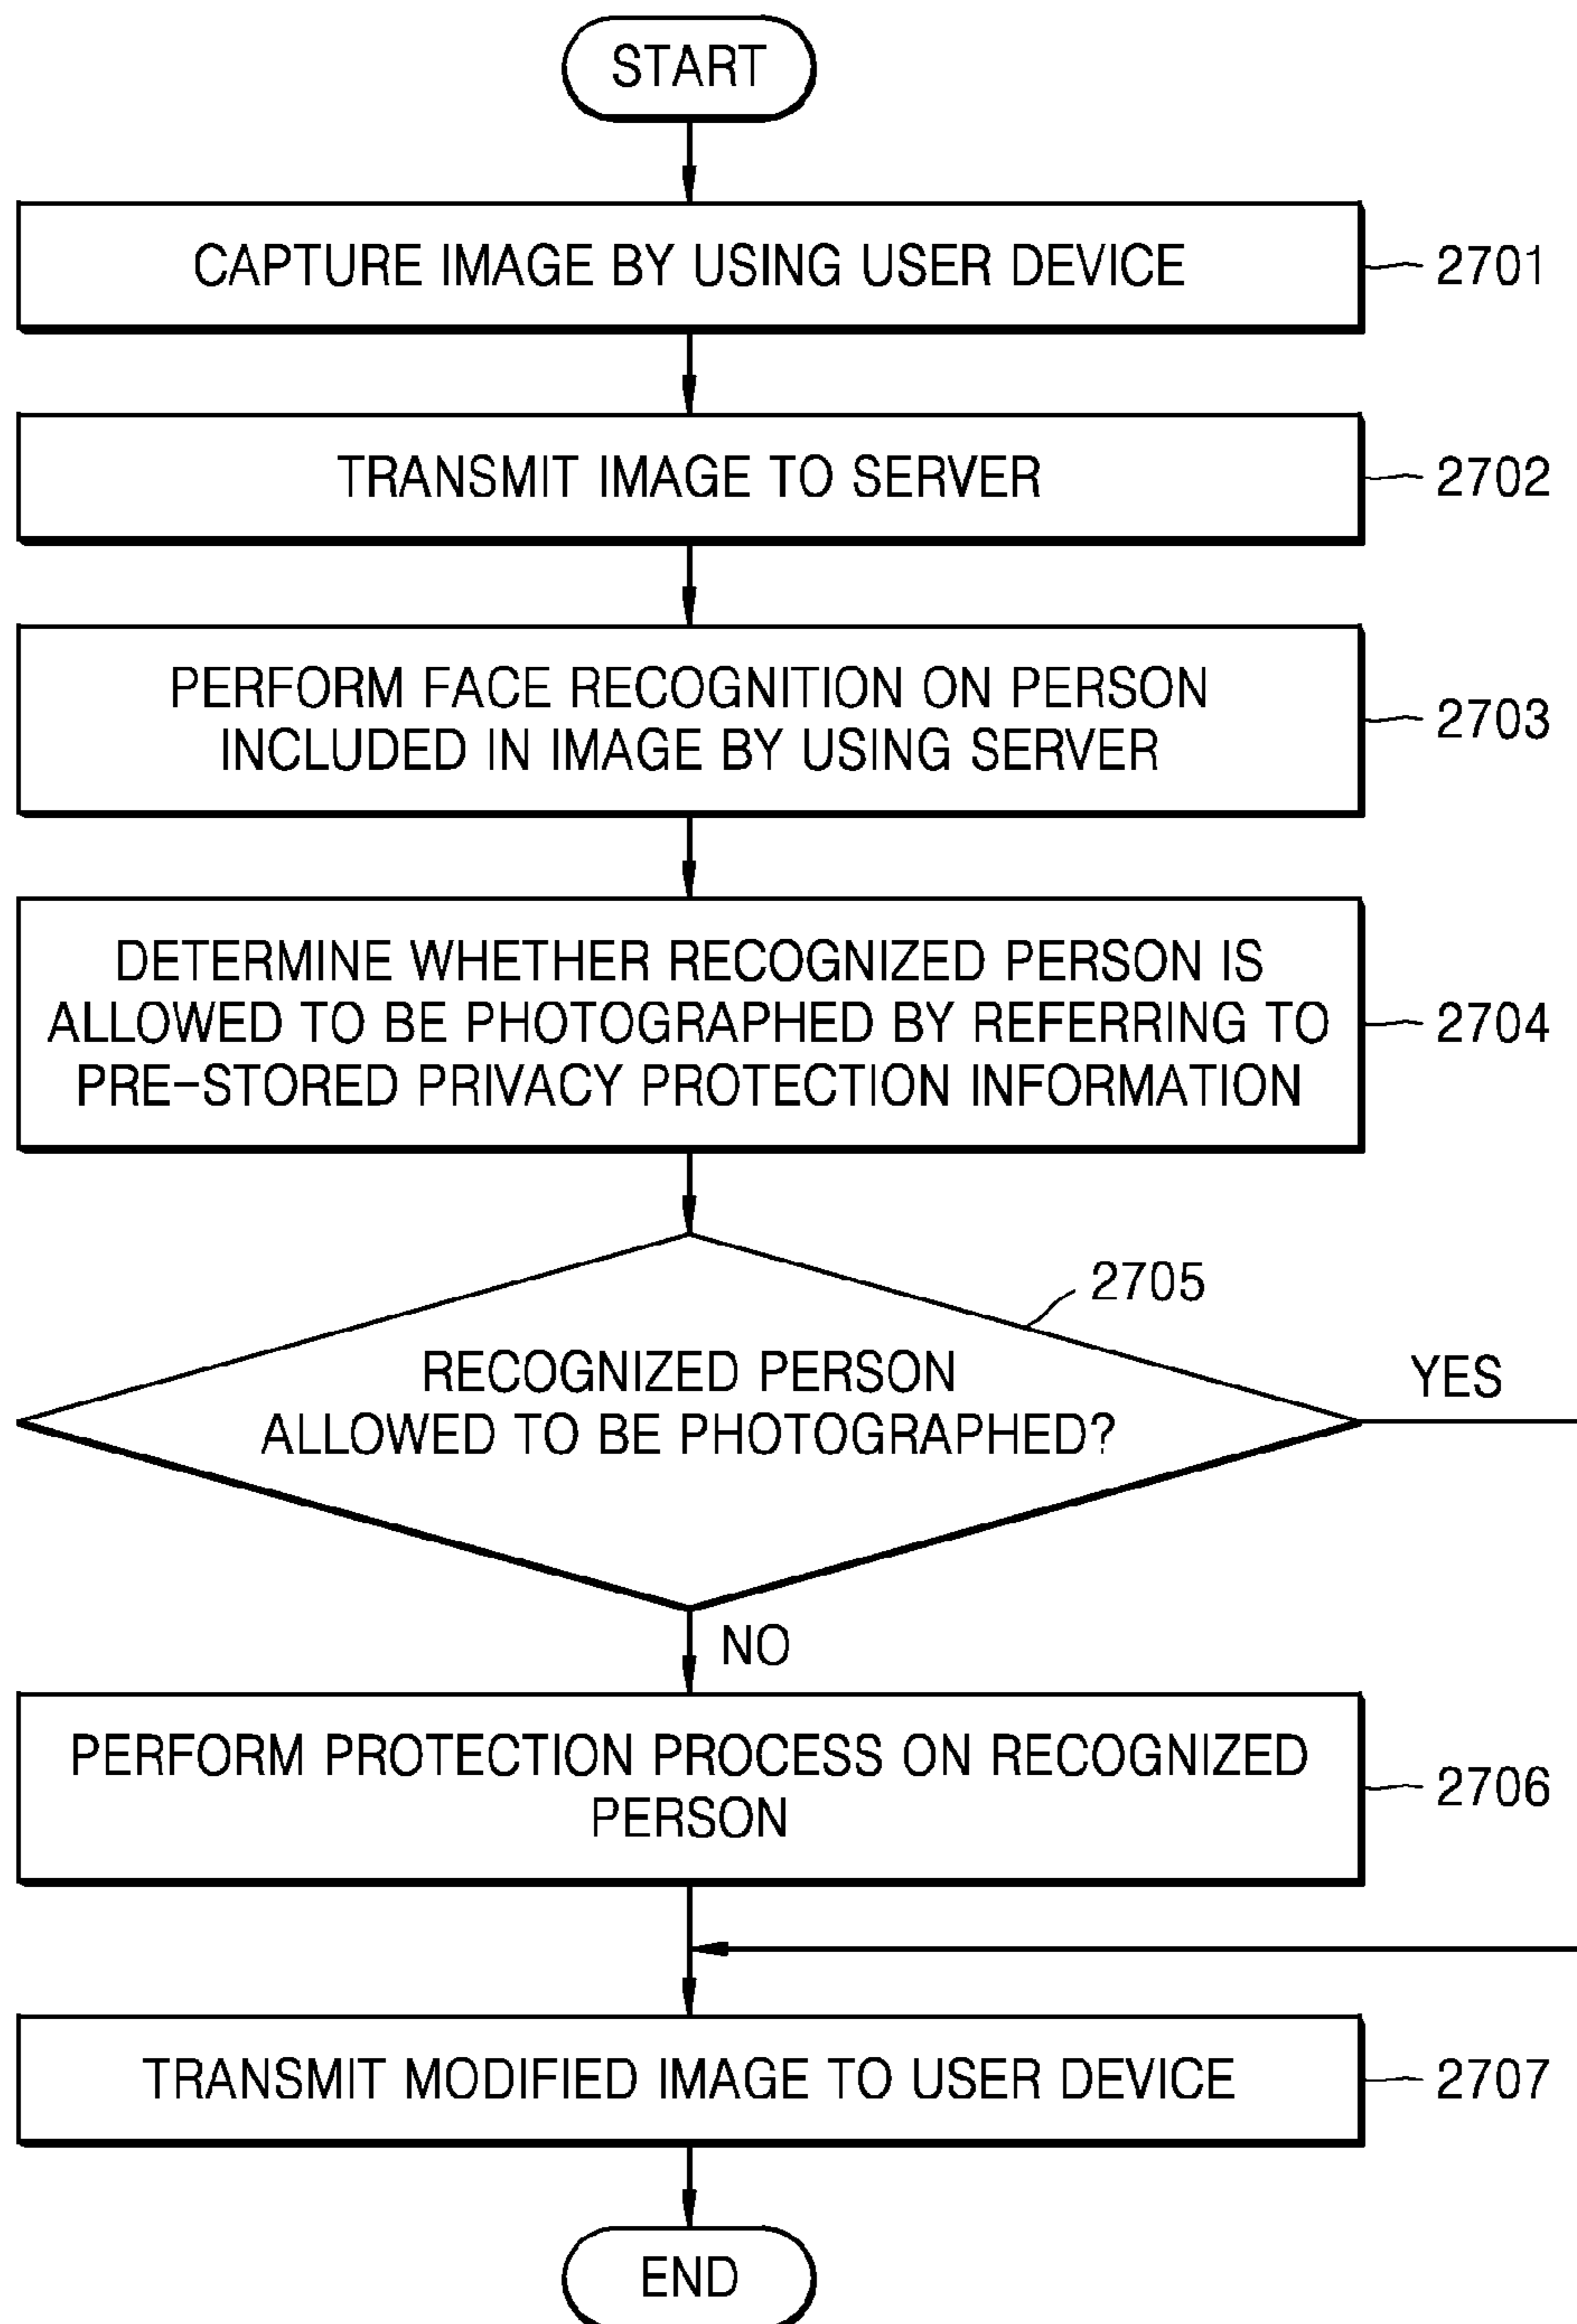 START
CAPTURE IMAGE BY USING USER DEVICE
2701
TRANSMIT IMAGE TO SERVER
2702
PERFORM FACE RECOGNITION ON PERSON
INCLUDED IN IMAGE BY USING SERVER
2703
DETERMINE WHETHER RECOGNIZED PERSON IS
ALLOWED TO BE PHOTOGRAPHED BY REFERRING TO
PRE-STORED PRIVACY PROTECTION INFORMATION
2704
2705
RECOGNIZED PERSON
ALLOWED TO BE PHOTOGRAPHED?
YES
NO
PERFORM PROTECTION PROCESS ON RECOGNIZED
PERSON
2706
TRANSMIT MODIFIED IMAGE TO USER DEVICE
2707
END